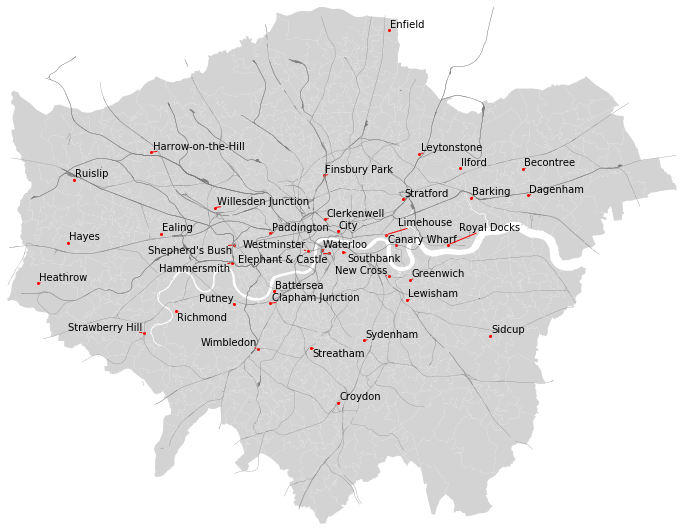 Enfield
Harrow-on-the-Hill
Leytonstone
Ilford
Becontree
Finsbury Park
Ruislip
Stratford
Barking
Dagenham
Willesden Junction
Clerkenwell
City
Limehouse
Royal Docks
Ealing
Paddington
Hayes
Shepherd's Bush
Westminster
Waterloo
Canary Wharf
Elephant & Castle
Southbank
Hammersmith
New Cross
Greenwich
Heathrow
Battersea
Putney
Clapham Junction
Lewisham
Richmond
Strawberry Hill
Sydenham
Sidcup
Wimbledon
Streatham
Croydon